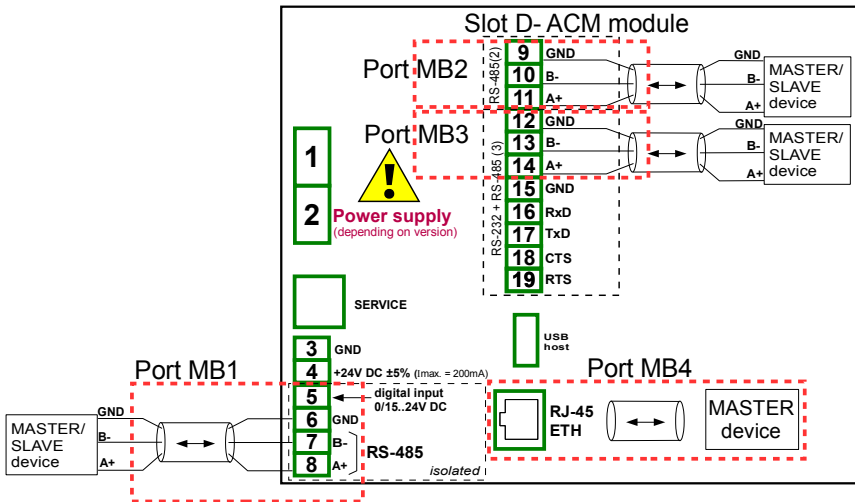 Slot D- ACM module
Port MB2
RS-485(2)
9 GND
10 B-
11 A+
GND
B-
A+
MASTER/
SLAVE
device
Port MB3
RS-232 + RS-485 (3)
12 GND
13 B-
14 A+
15 GND
16 RxD
17 TxD
18 CTS
19 RTS
GND
B-
A+
MASTER/
SLAVE
device
1
2
Power supply
(depending on version)
SERVICE
USB
host
3 GND
4 +24V DC ±5% (Imax. = 200mA)
5 digital input
0/15..24V DC
6 GND
7 B-
8 A+
RS-485
isolated
Port MB1
GND
B-
A+
MASTER/
SLAVE
device
Port MB4
RJ-45
ETH
MASTER
device